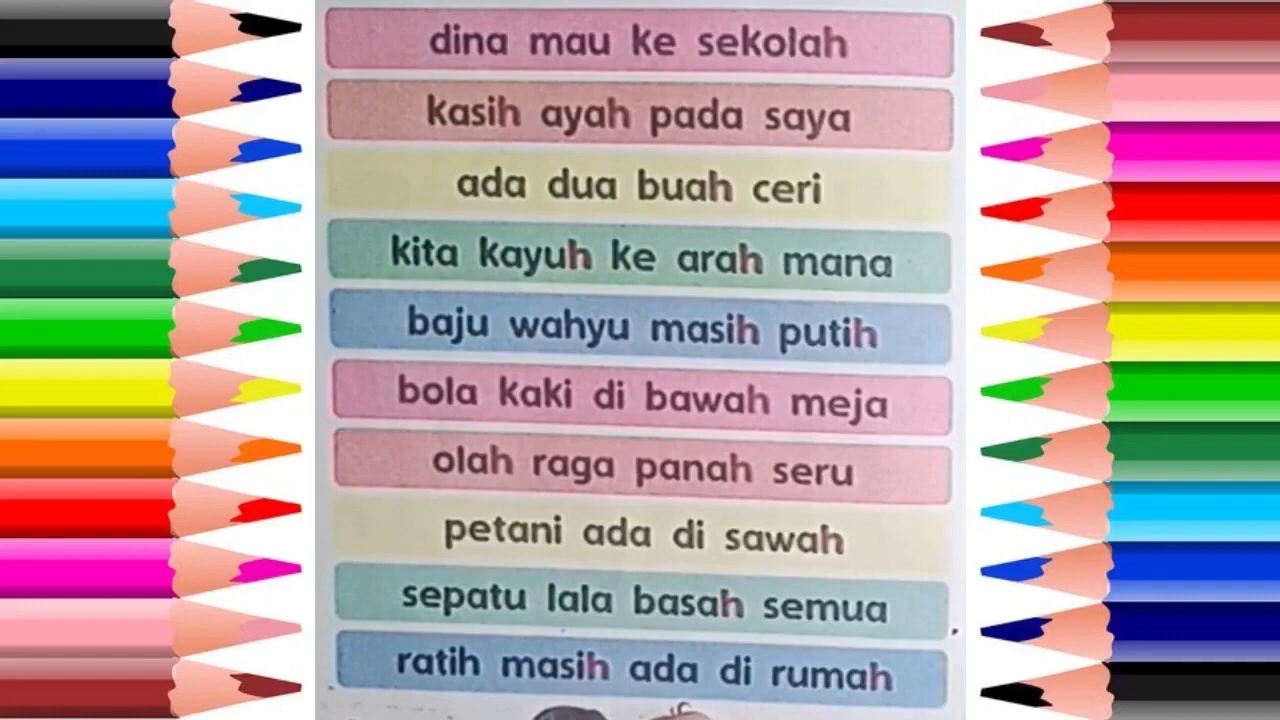 dina mau ke sekolah
kasih ayah pada saya
ada dua buah ceri
kita kayuh ke arah mana
baju wahyu masih putih
bola kaki di bawah meja
olah raga panah seru
petani ada di sawah
sepatu lala basah semua
ratih masih ada di rumah